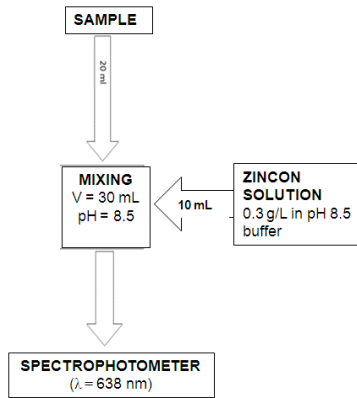 SAMPLE
20 ml
MIXING
V = 30 mL
pH = 8.5
10 mL
ZINCON
SOLUTION
0.3 g/L in pH 8.5
buffer
SPECTROPHOTOMETER
(λ = 638 nm)